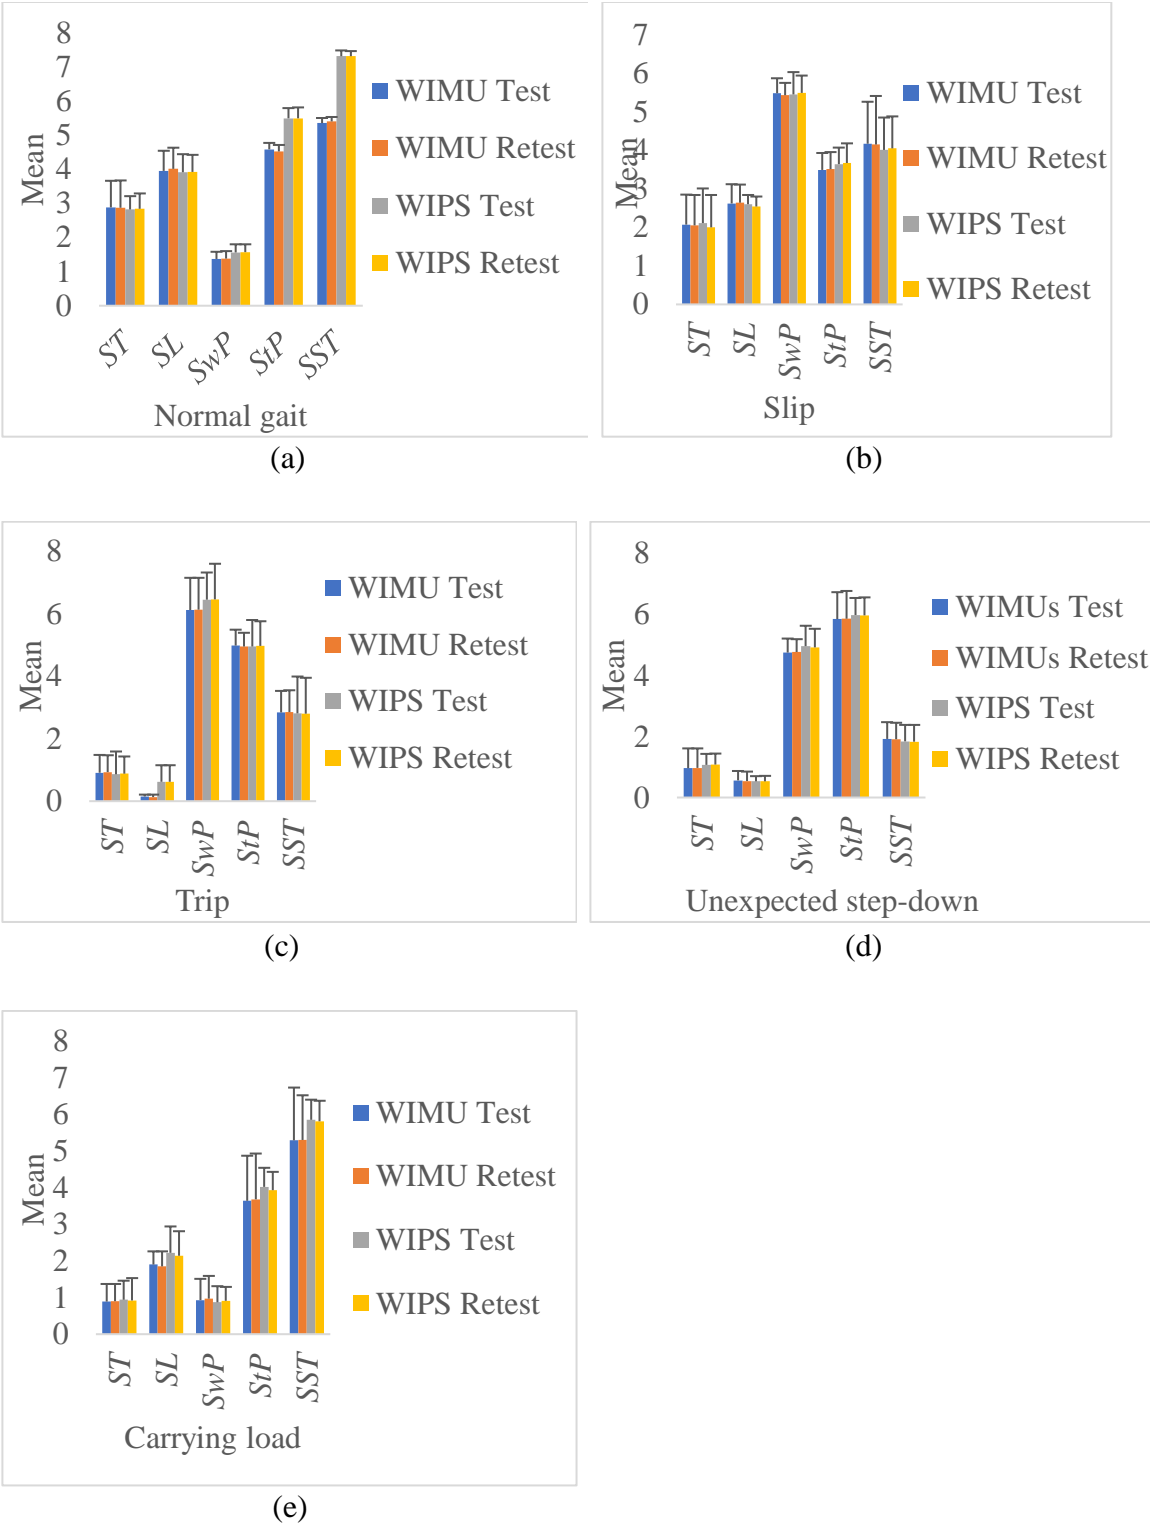 8
7
6
5
4
3
2
1
0
Mean
ST
SL
SwP
StP
SST
Normal gait
WIMU Test
WIMU Retest
WIPS Test
WIPS Retest
(a)
7
6
5
4
3
2
1
0
Mean
ST
SL
SwP
StP
SST
Slip
WIMU Test
WIMU Retest
WIPS Test
WIPS Retest
(b)
8
6
4
2
0
Mean
ST
SL
SwP
StP
SST
Trip
WIMU Test
WIMU Retest
WIPS Test
WIPS Retest
(c)
8
6
4
2
0
Mean
ST
SL
SwP
StP
SST
Unexpected step-down
WIMUs Test
WIMUs Retest
WIPS Test
WIPS Retest
(d)
8
7
6
5
4
3
2
1
0
Mean
ST
SL
SwP
StP
SST
Carrying load
WIMU Test
WIMU Retest
WIPS Test
WIPS Retest
(e)